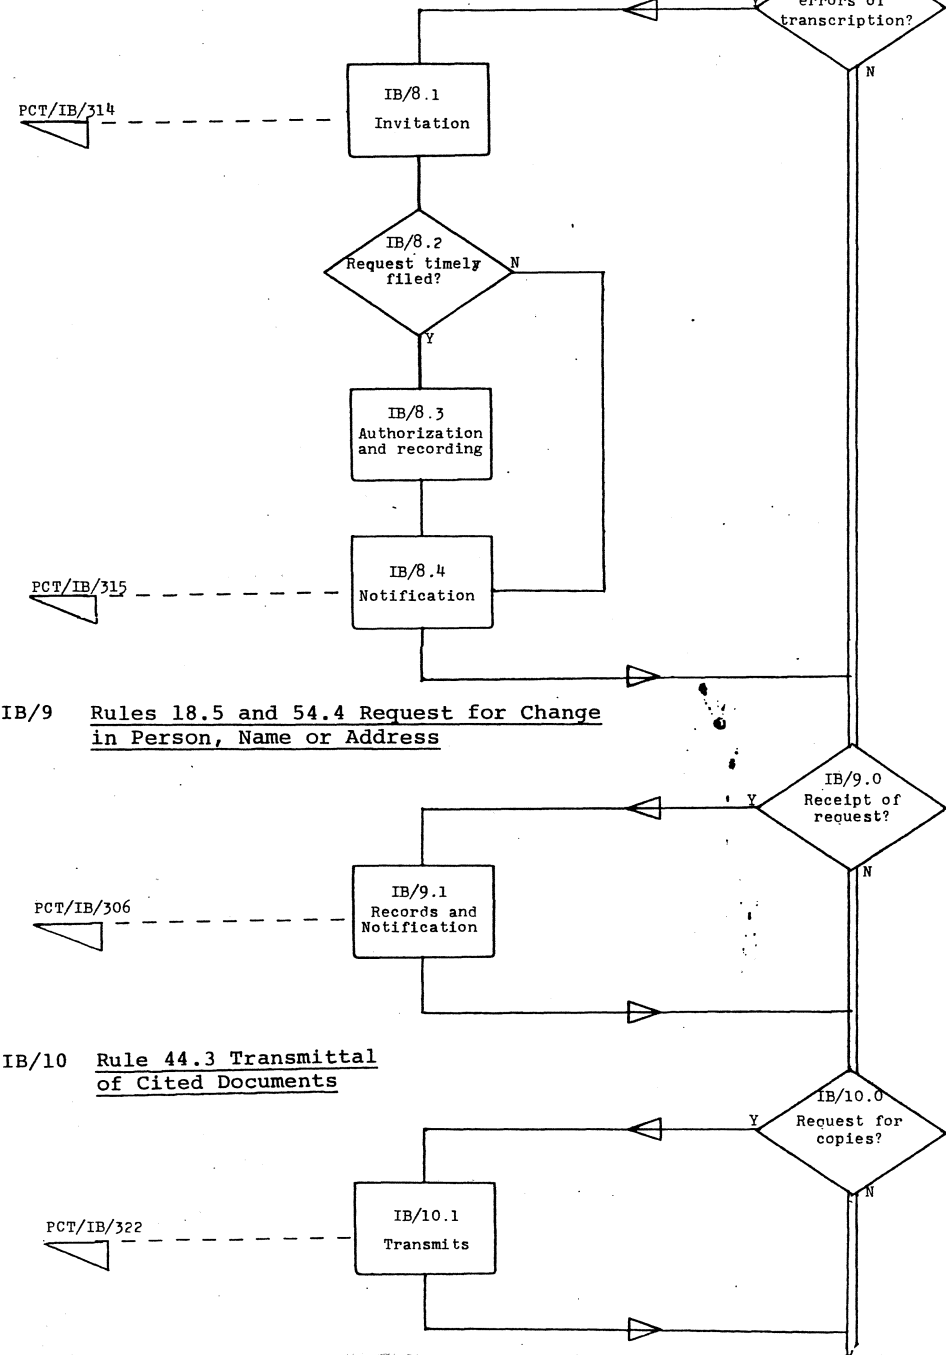 Y
errors of
transcription?
N
IB/8.1
Invitation
PCT/IB/314
IB/8.2
Request timely
filed?
N
Y
IB/8.3
Authorization
and recording
IB/8.4
Notification
PCT/IB/315
IB/9 Rules 18.5 and 54.4 Request for Change
in Person, Name or Address
IB/9.0
Receipt of
request?
Y
N
IB/9.1
Records and
Notification
PCT/IB/306
IB/10 Rule 44.3 Transmittal
of Cited Documents
IB/10.0
Request for
copies?
Y
N
IB/10.1
Transmits
PCT/IB/322